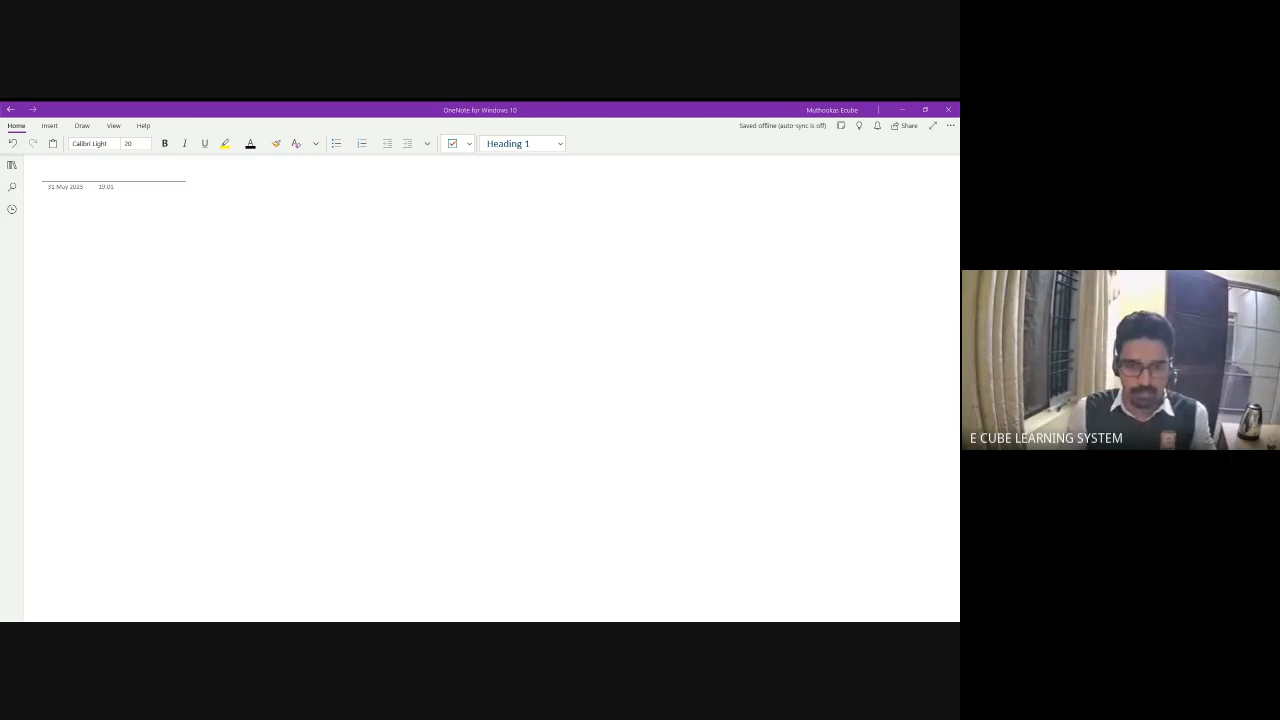 OneNote for Windows 10
Muthookas Ecube
Home Insert Draw View Help
Saved offline (auto-sync is off) Share
Calibri Light 20 B I U A A Heading 1
31 May 2023 19:01
E CUBE LEARNING SYSTEM